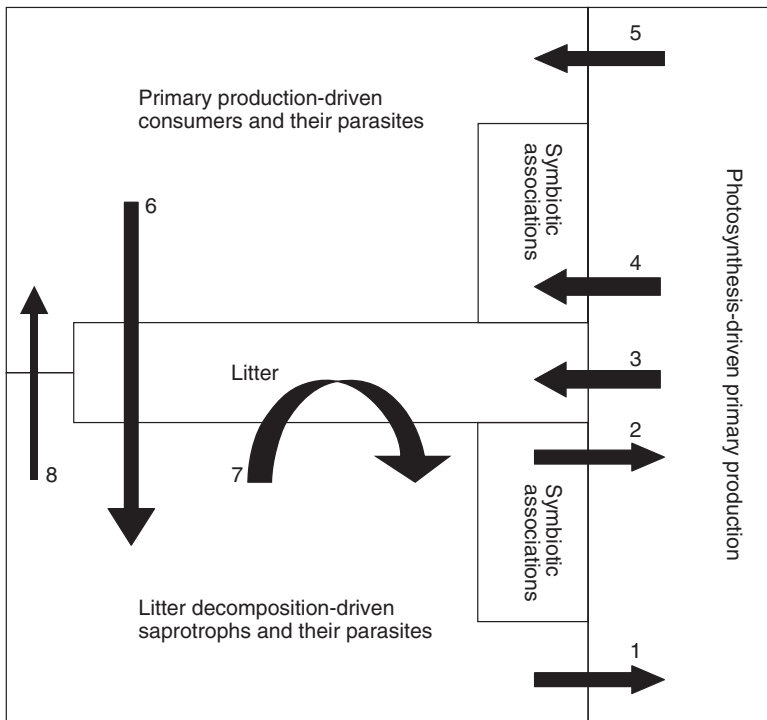 5
Primary production-driven
consumers and their parasites
Symbiotic
associations
Photosynthesis-driven primary production
6
4
3
Litter
2
8
7
Symbiotic
associations
Litter decomposition-driven
saprotrophs and their parasites
1